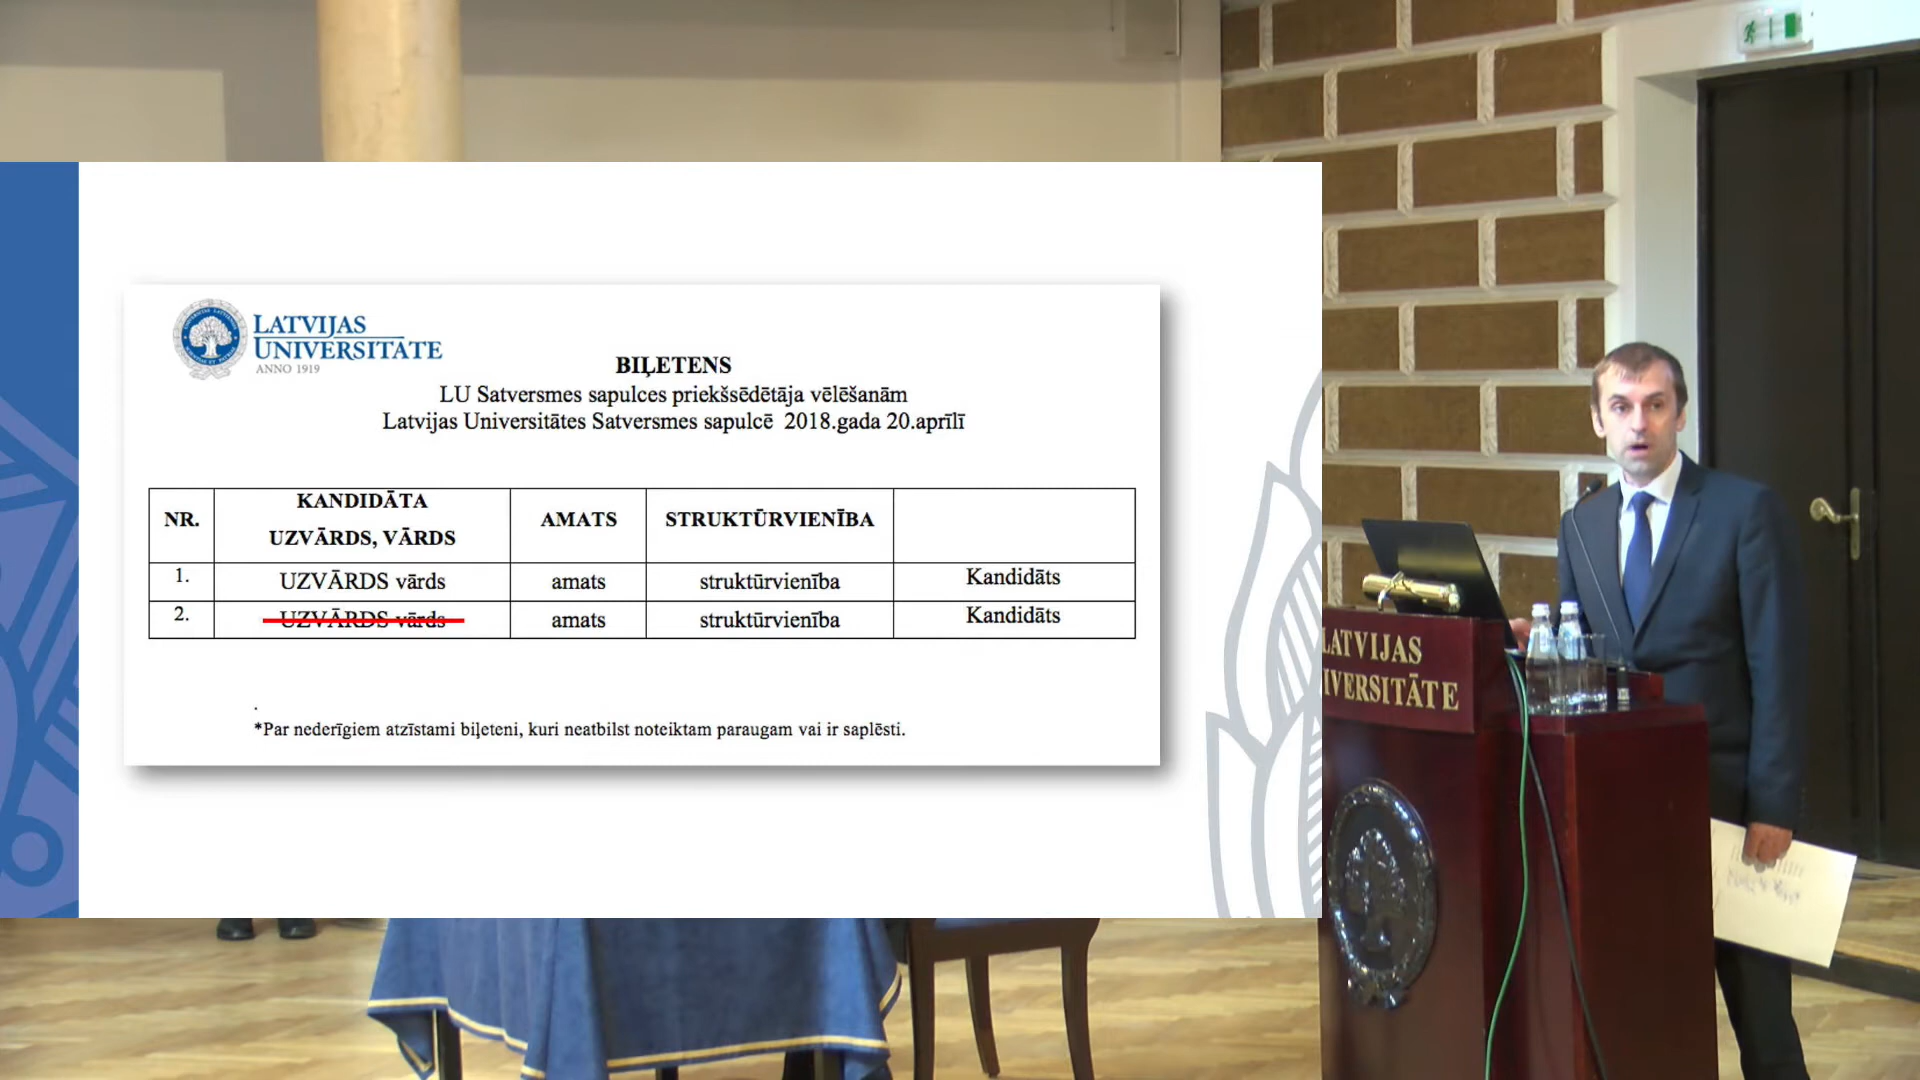 LATVIJAS
UNIVERSITĀTE
ANNO 1919
BIĻETENS
LU Satversmes sapulces priekšsēdētāja vēlēšanām
Latvijas Universitātes Satversmes sapulcē 2018.gada 20.aprīlī
NR.
KANDIDĀTA
UZVĀRDS, VĀRDS
AMATS
STRUKTŪRVIENĪBA
1.
UZVĀRDS vārds
amats
struktūrvienība
Kandidāts
2.
UZVĀRDS vārds
amats
struktūrvienība
Kandidāts
.
*Par nederīgiem atzīstami biļeteni, kuri neatbilst noteiktam paraugam vai ir saplēsti.
LATVIJAS
IVERSITĀTE